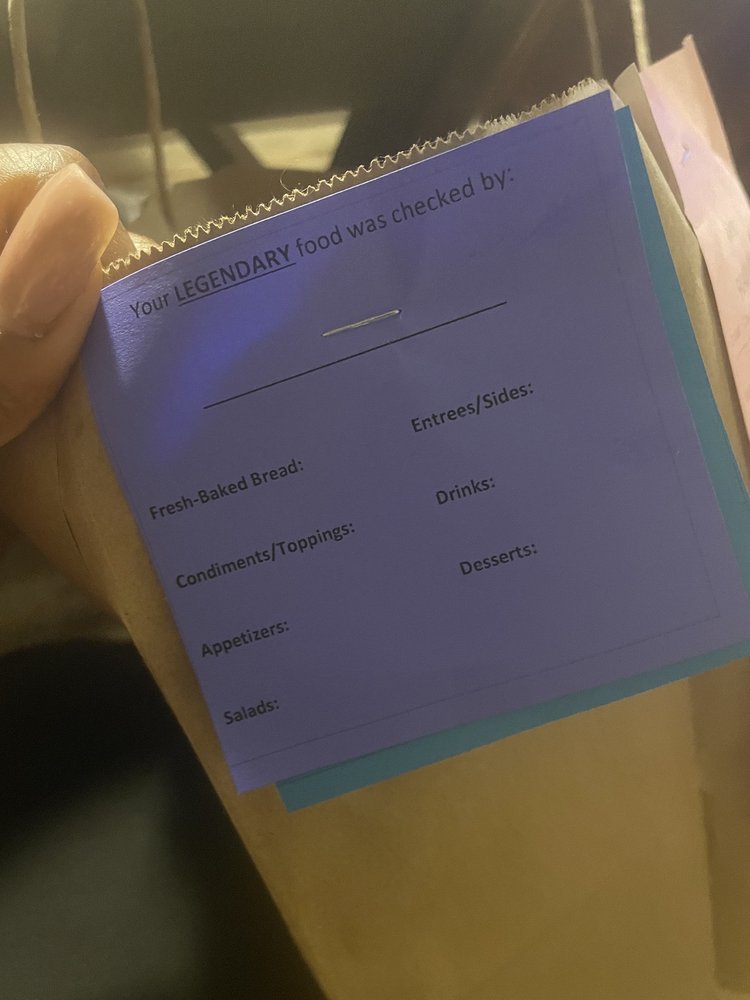 Your LEGENDARY food was checked by:
Fresh-Baked Bread:
Condiments/Toppings:
Appetizers:
Salads:
Entrees/Sides:
Drinks:
Desserts: